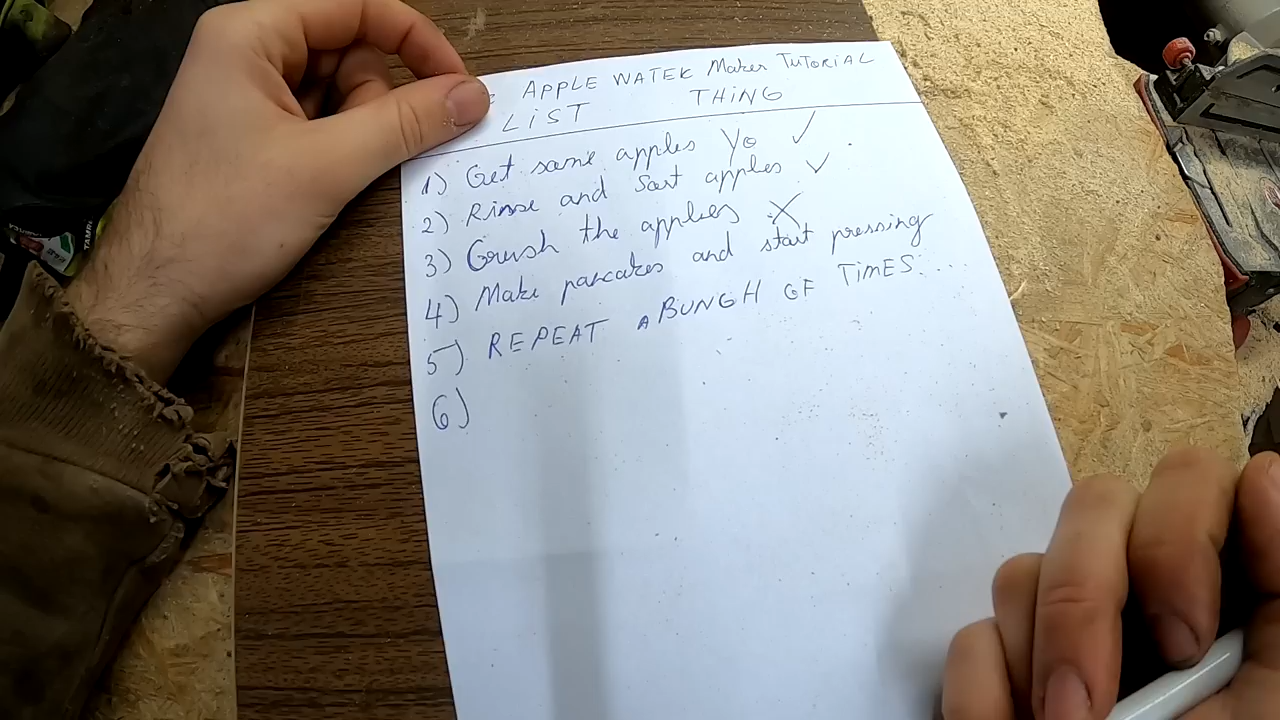 APPLE WATER Maker TUTORIAL
LIST THING
1) Get some apples Yo ✓
2) Rinse and Sort apples ✓
3) Crush the apples X
4) Make pancakes and start pressing
5) REPEAT A BUNCH OF TIMES...
6)